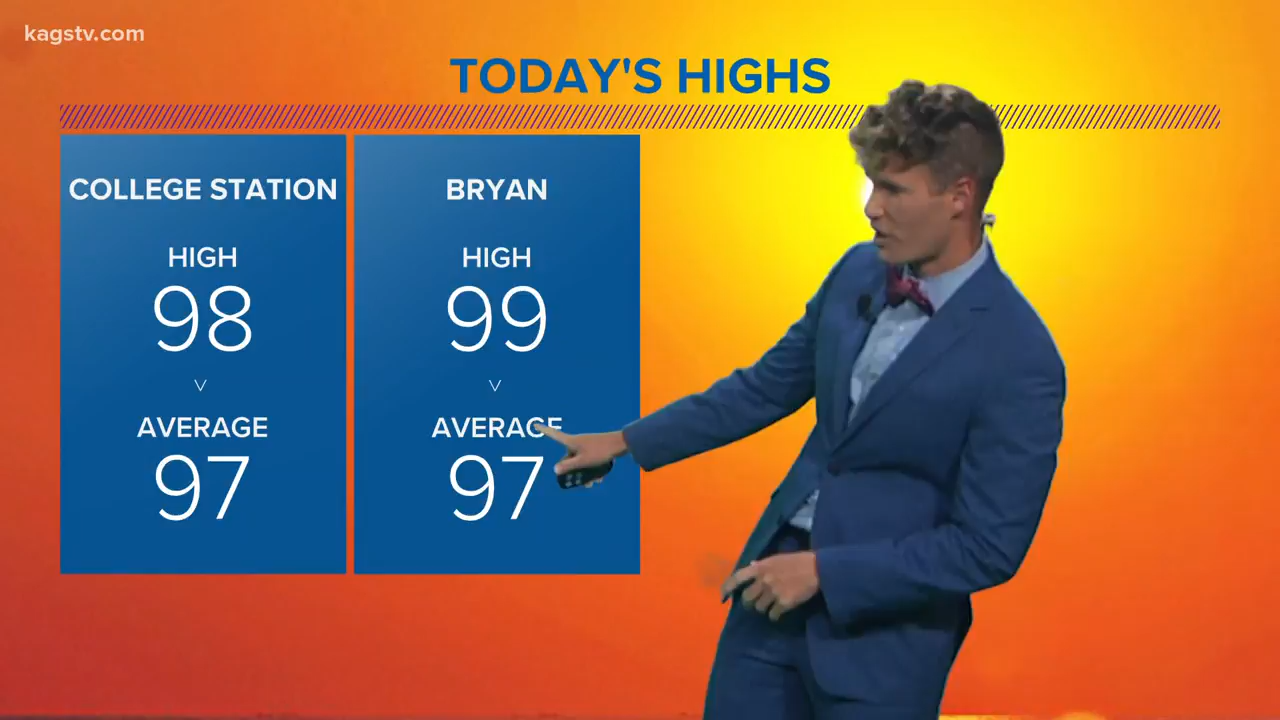 kagstv.com
TODAY'S HIGHS
COLLEGE STATION
HIGH
98
AVERAGE
97
BRYAN
HIGH
99
AVERAGE
97